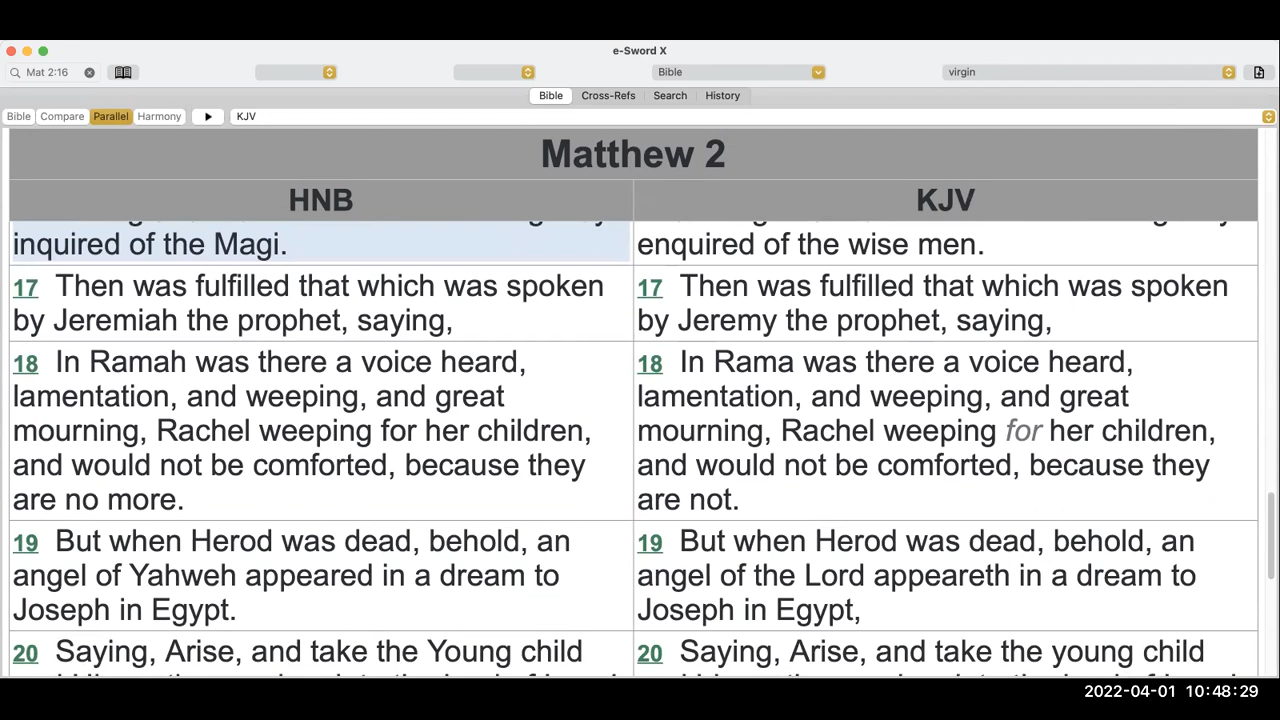 e-Sword X
Mat 2:16
Bible
virgin
Bible Cross-Refs Search History
Bible Compare Parallel Harmony KJV
Matthew 2
HNB
inquired of the Magi.
17 Then was fulfilled that which was spoken
by Jeremiah the prophet, saying,
18 In Ramah was there a voice heard,
lamentation, and weeping, and great
mourning, Rachel weeping for her children,
and would not be comforted, because they
are no more.
19 But when Herod was dead, behold, an
angel of Yahweh appeared in a dream to
Joseph in Egypt.
20 Saying, Arise, and take the Young child
KJV
enquired of the wise men.
17 Then was fulfilled that which was spoken
by Jeremy the prophet, saying,
18 In Rama was there a voice heard,
lamentation, and weeping, and great
mourning, Rachel weeping for her children,
and would not be comforted, because they
are not.
19 But when Herod was dead, behold, an
angel of the Lord appeareth in a dream to
Joseph in Egypt,
20 Saying, Arise, and take the young child
2022-04-01 10:48:29